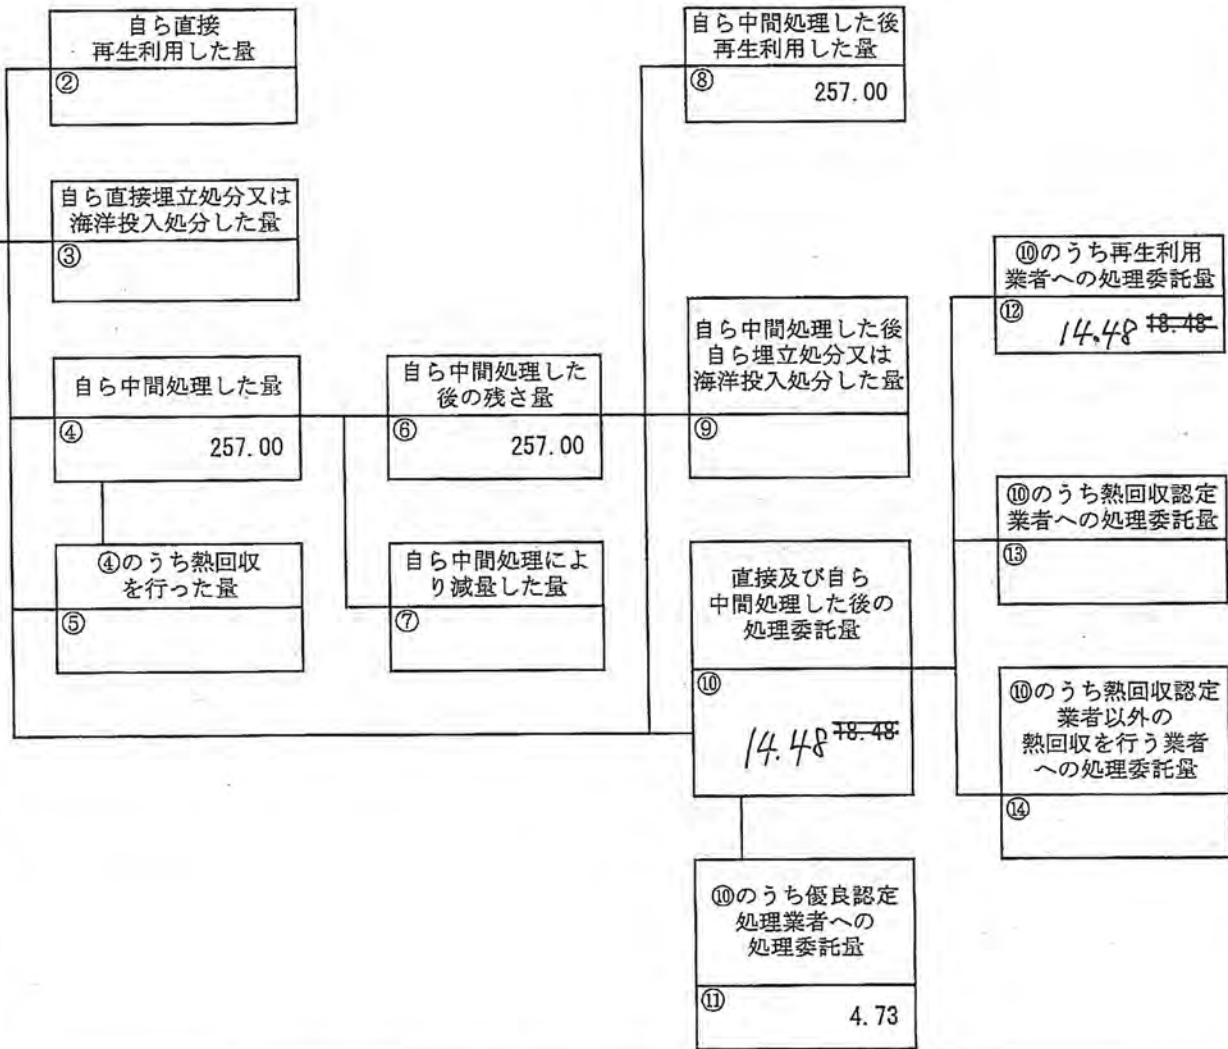 自ら直接
再生利用した量
②
自ら直接埋立処分又は
海洋投入処分した量
③
自ら中間処理した量
④
257.00
④のうち熱回収
を行った量
⑤
自ら中間処理した
後の残さ量
⑥
257.00
自ら中間処理によ
り減量した量
⑦
自ら中間処理した後
再生利用した量
⑧
257.00
自ら中間処理した後
自ら埋立処分又は
海洋投入処分した量
⑨
直接及び自ら
中間処理した後の
処理委託量
⑩
14.48 18.48
⑩のうち優良認定
処理業者への
処理委託量
⑪
4.73
⑩のうち再生利用
業者への処理委託量
⑫
14.48 18.48
⑩のうち熱回収認定
業者への処理委託量
⑬
⑩のうち熱回収認定
業者以外の
熱回収を行う業者
への処理委託量
⑭